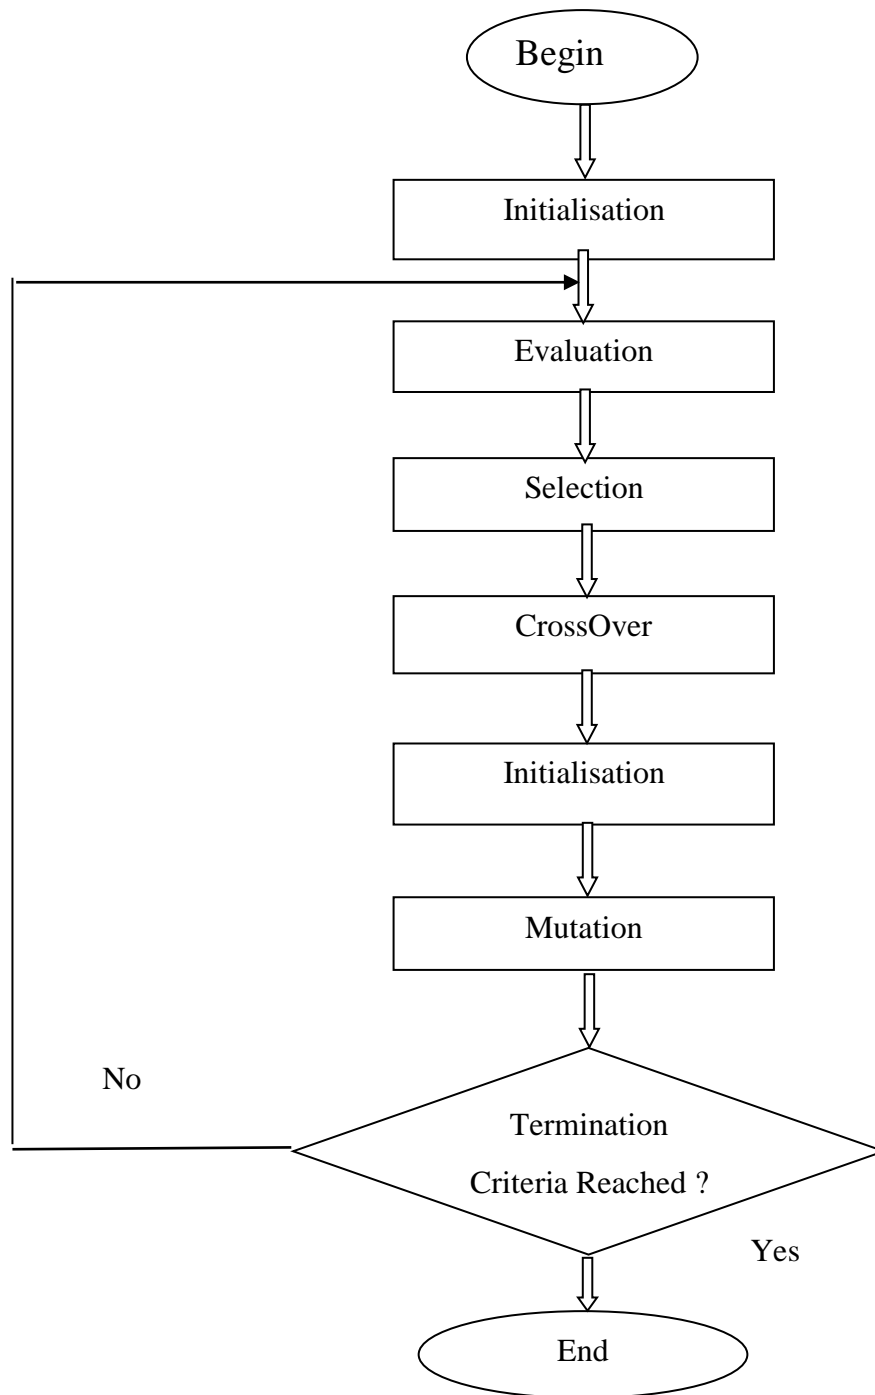 Begin
Initialisation
Evaluation
Selection
CrossOver
Initialisation
Mutation
No
Termination
Criteria Reached ?
Yes
End